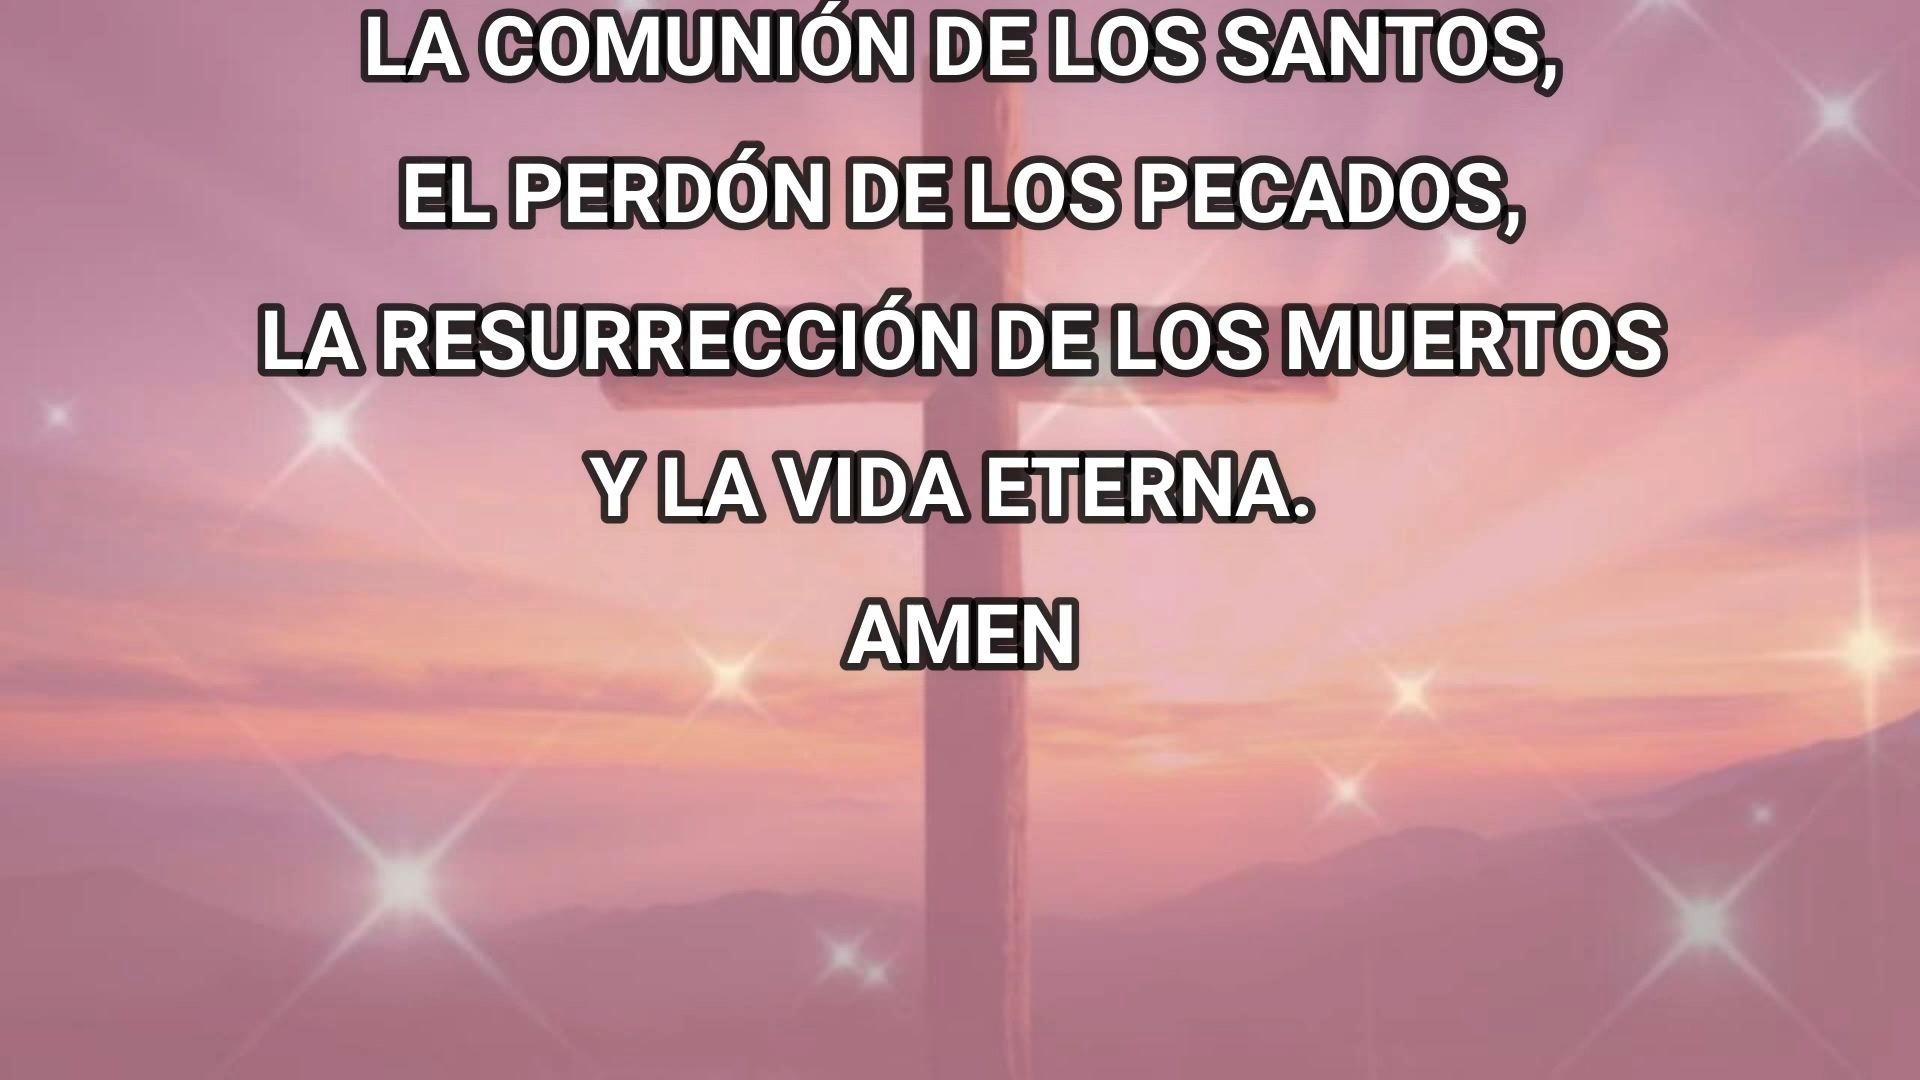 LA COMUNIÓN DE LOS SANTOS,
EL PERDÓN DE LOS PECADOS,
LA RESURRECCIÓN DE LOS MUERTOS
Y LA VIDA ETERNA.
AMEN